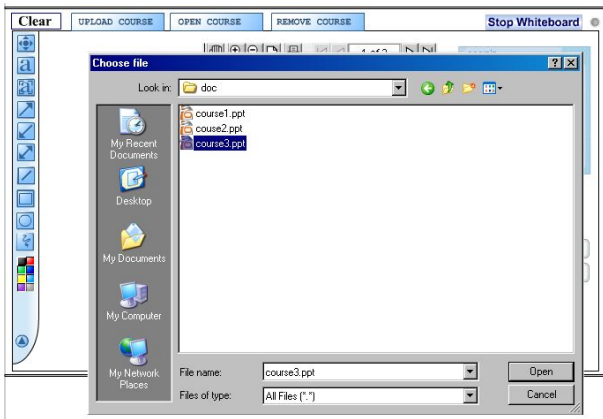 Clear
UPLOAD COURSE
OPEN COURSE
REMOVE COURSE
Stop Whiteboard
a
a
Choose file
Look in:
doc
course1.ppt
couse2.ppt
course3.ppt
My Recent
Documents
Desktop
My Documents
My Computer
My Network
Places
File name:
course3.ppt
Open
Files of type:
All Files (*.*)
Cancel